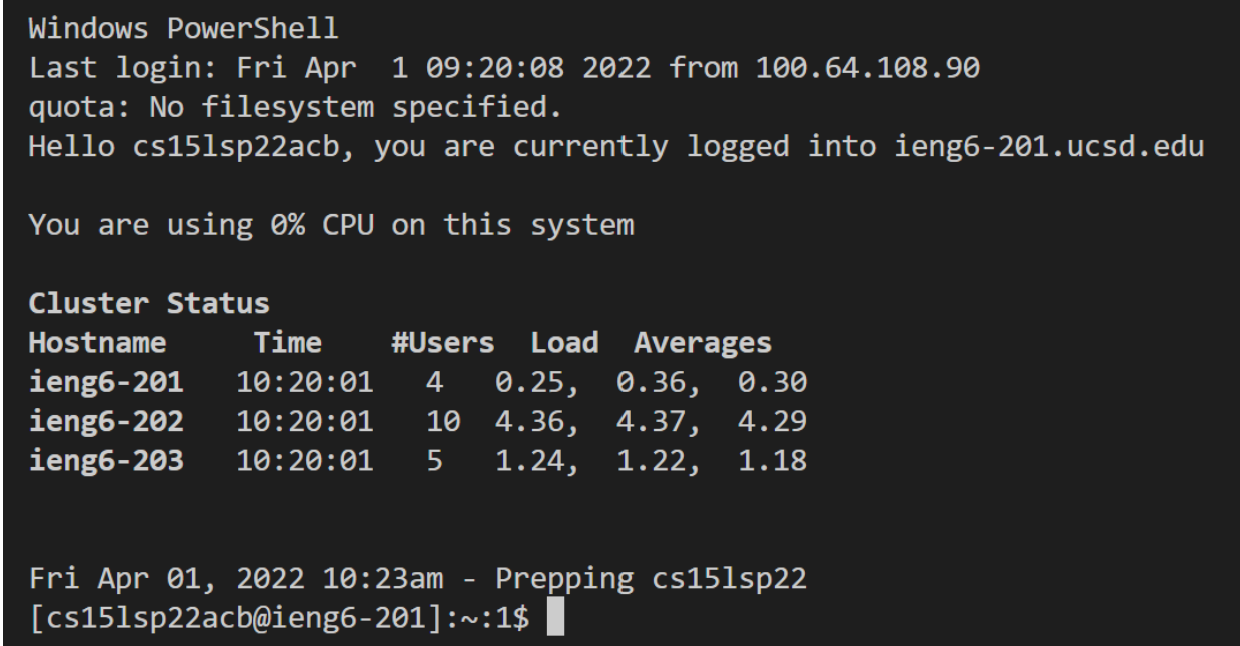 Windows PowerShell
Last login: Fri Apr  1 09:20:08 2022 from 100.64.108.90
quota: No filesystem specified.
Hello cs15lsp22acb, you are currently logged into ieng6-201.ucsd.edu
You are using 0% CPU on this system
Cluster Status
Hostname     Time    #Users  Load  Averages
ieng6-201   10:20:01   4   0.25,  0.36,  0.30
ieng6-202   10:20:01   10  4.36,  4.37,  4.29
ieng6-203   10:20:01   5   1.24,  1.22,  1.18
Fri Apr 01, 2022 10:23am - Prepping cs15lsp22
[cs15lsp22acb@ieng6-201]:~:1$